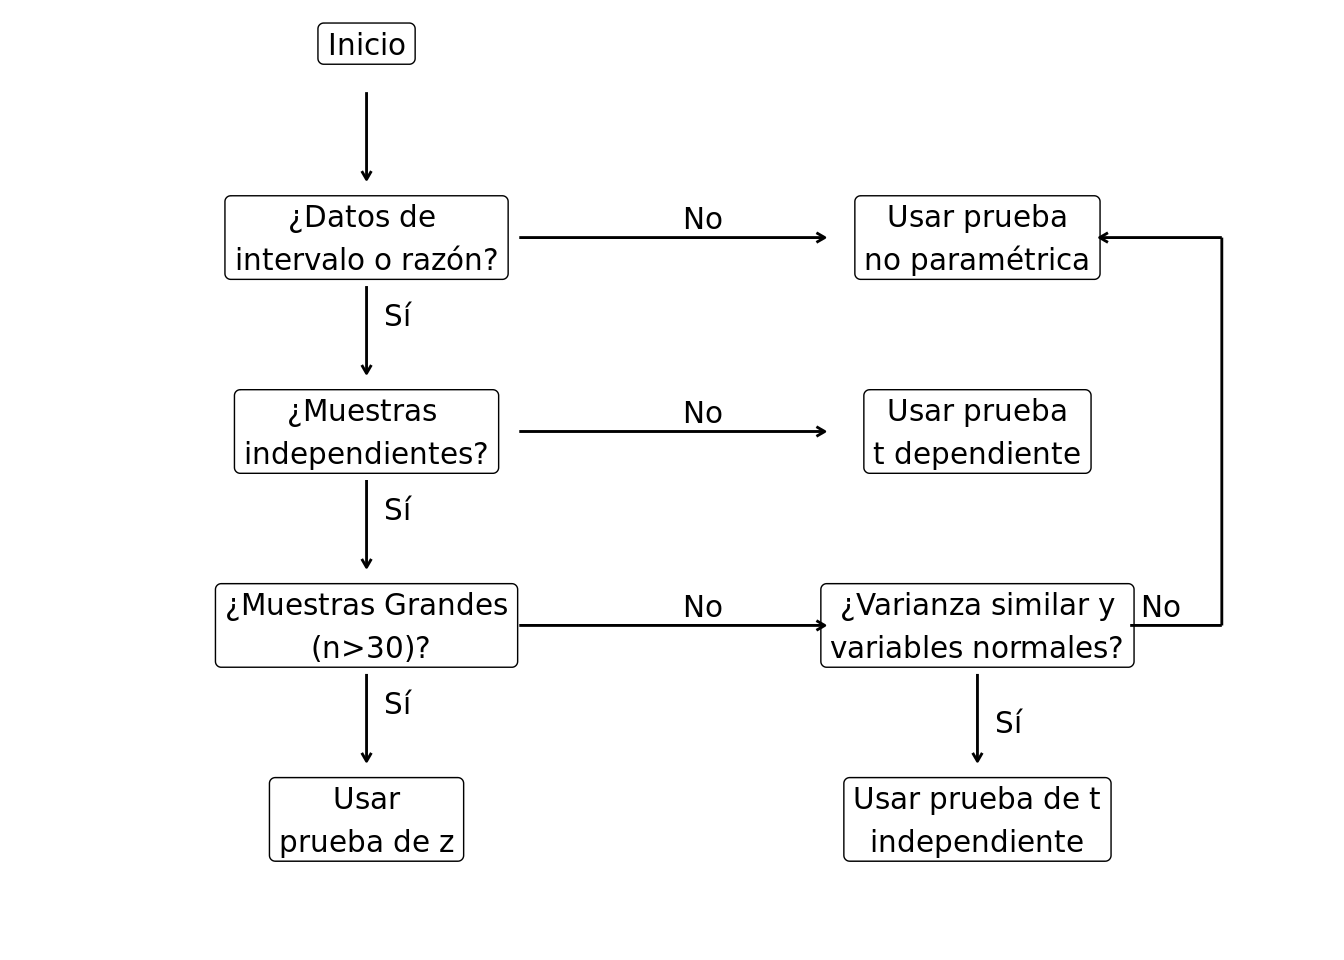 Inicio
¿Datos de
intervalo o razón?
No
Usar prueba
no paramétrica
Sí
¿Muestras
independientes?
No
Usar prueba
t dependiente
Sí
¿Muestras Grandes
(n>30)?
No
¿Varianza similar y
variables normales?
No
Sí
Sí
Usar
prueba de z
Usar prueba de t
independiente